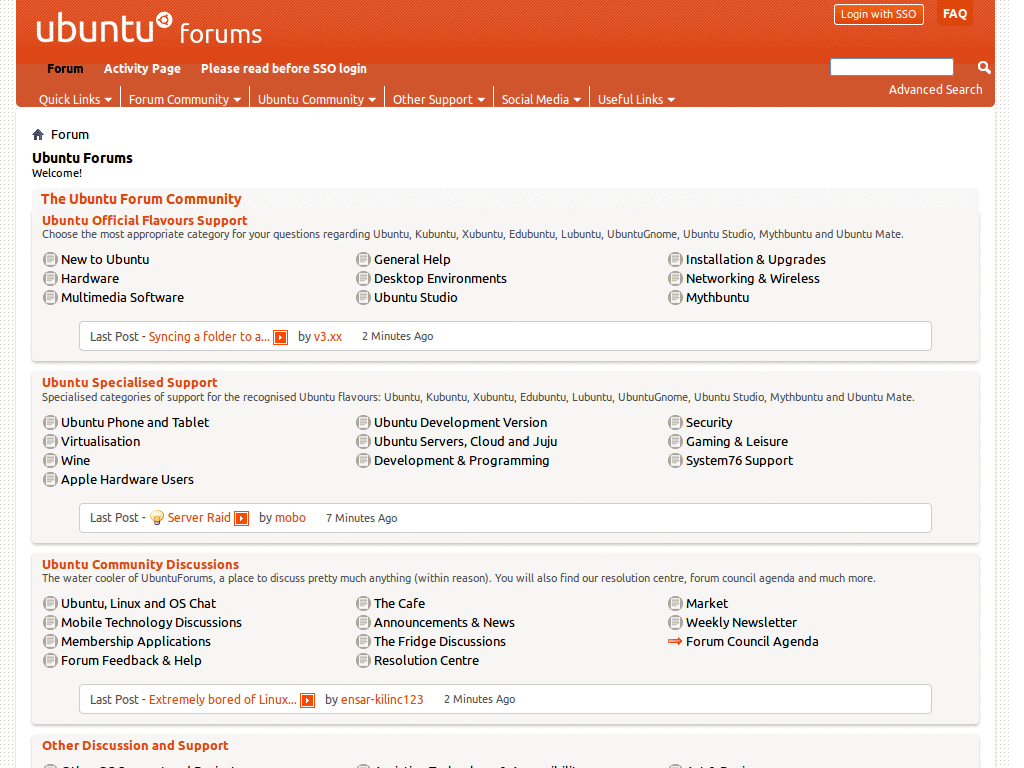 ubuntu forums
Login with SSO FAQ
Forum Activity Page Please read before SSO login
Quick Links Forum Community Ubuntu Community Other Support Social Media Useful Links
Advanced Search
Forum
Ubuntu Forums
Welcome!
The Ubuntu Forum Community
Ubuntu Official Flavours Support
Choose the most appropriate category for your questions regarding Ubuntu, Kubuntu, Xubuntu, Edubuntu, Lubuntu, UbuntuGnome, Ubuntu Studio, Mythbuntu and Ubuntu Mate.
New to Ubuntu General Help Installation & Upgrades
Hardware Desktop Environments Networking & Wireless
Multimedia Software Ubuntu Studio Mythbuntu
Last Post - Syncing a folder to a... by v3.xx 2 Minutes Ago
Ubuntu Specialised Support
Specialised categories of support for the recognised Ubuntu flavours: Ubuntu, Kubuntu, Xubuntu, Edubuntu, Lubuntu, UbuntuGnome, Ubuntu Studio, Mythbuntu and Ubuntu Mate.
Ubuntu Phone and Tablet Ubuntu Development Version Security
Virtualisation Ubuntu Servers, Cloud and Juju Gaming & Leisure
Wine Development & Programming System76 Support
Apple Hardware Users
Last Post - Server Raid by mobo 7 Minutes Ago
Ubuntu Community Discussions
The water cooler of UbuntuForums, a place to discuss pretty much anything (within reason). You will also find our resolution centre, forum council agenda and much more.
Ubuntu, Linux and OS Chat The Cafe Market
Mobile Technology Discussions Announcements & News Weekly Newsletter
Membership Applications The Fridge Discussions Forum Council Agenda
Forum Feedback & Help Resolution Centre
Last Post - Extremely bored of Linux... by ensar-kilinc123 2 Minutes Ago
Other Discussion and Support